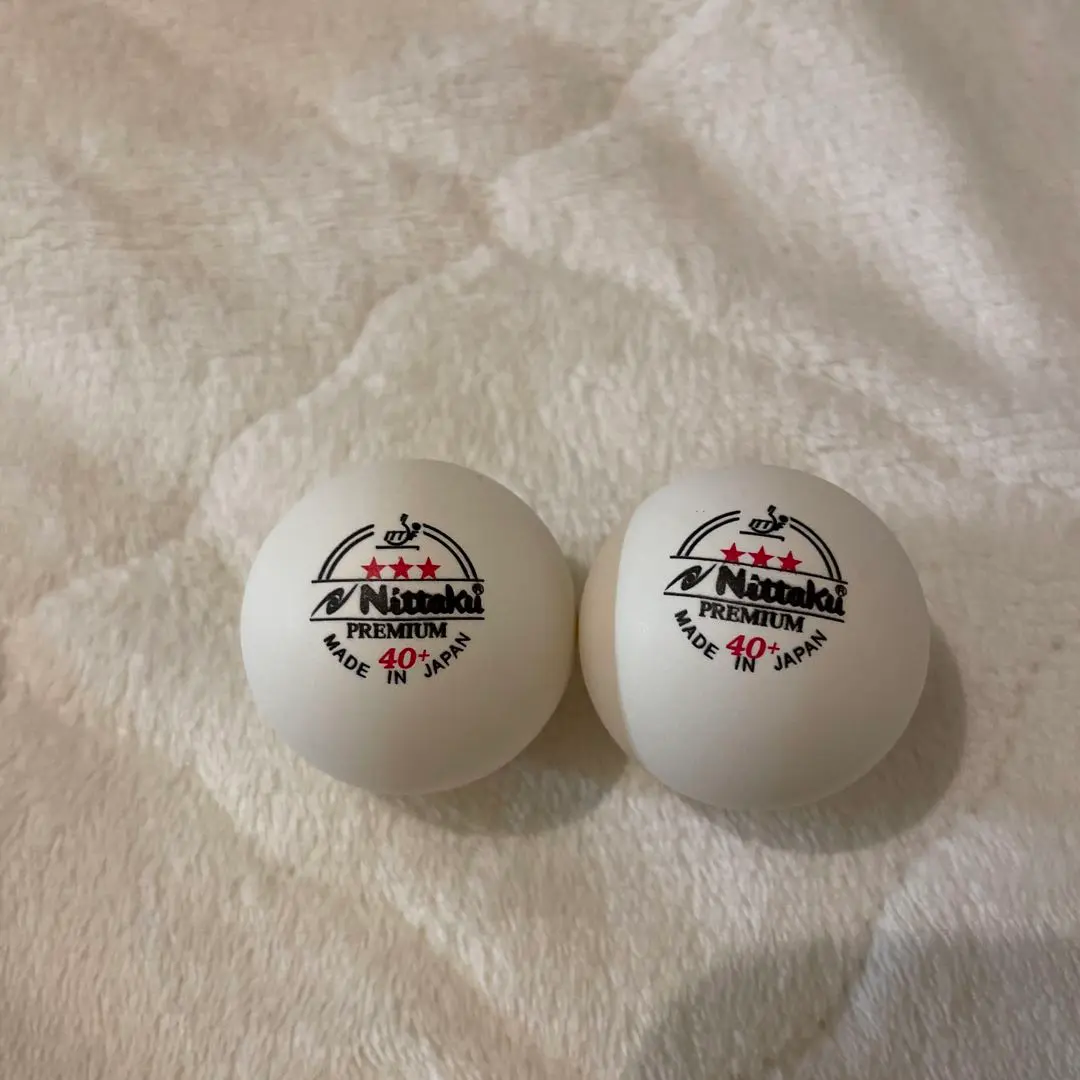 ★★★
Nittaku®
PREMIUM
40+
MADE IN JAPAN
★★★
Nittaku®
PREMIUM
40+
MADE IN JAPAN